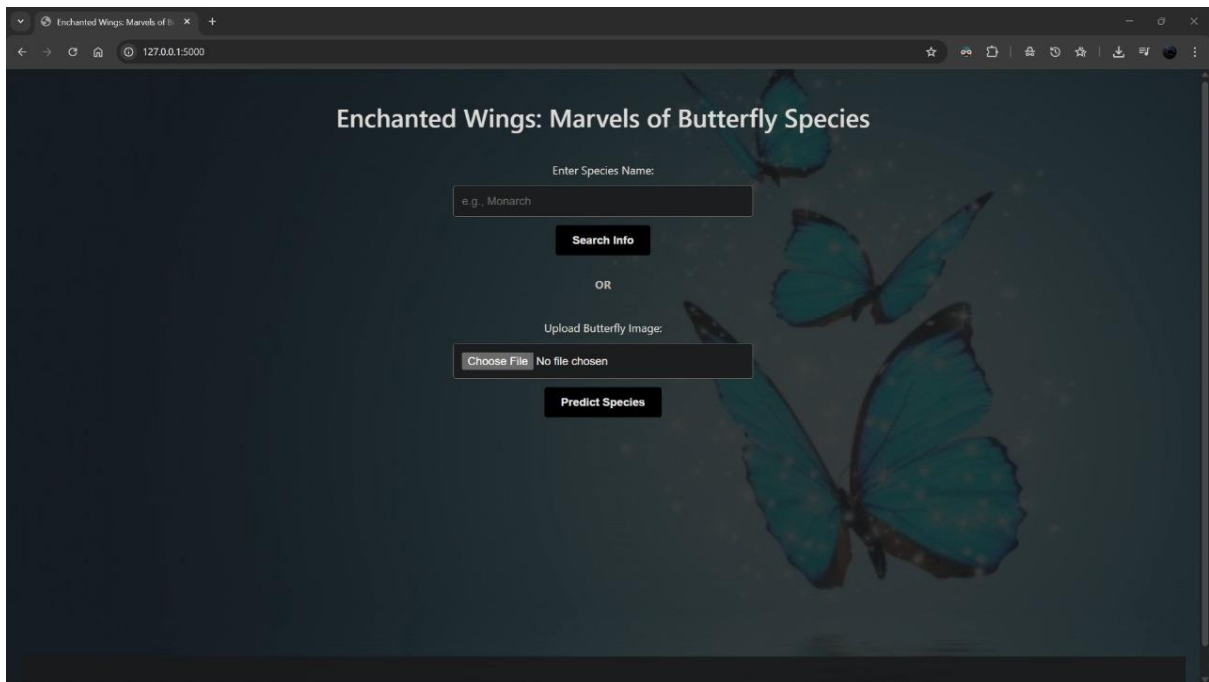 Enchanted Wings: Marvels of B
127.0.0.1:5000
Enchanted Wings: Marvels of Butterfly Species
Enter Species Name:
e.g., Monarch
Search Info
OR
Upload Butterfly Image:
Choose File No file chosen
Predict Species